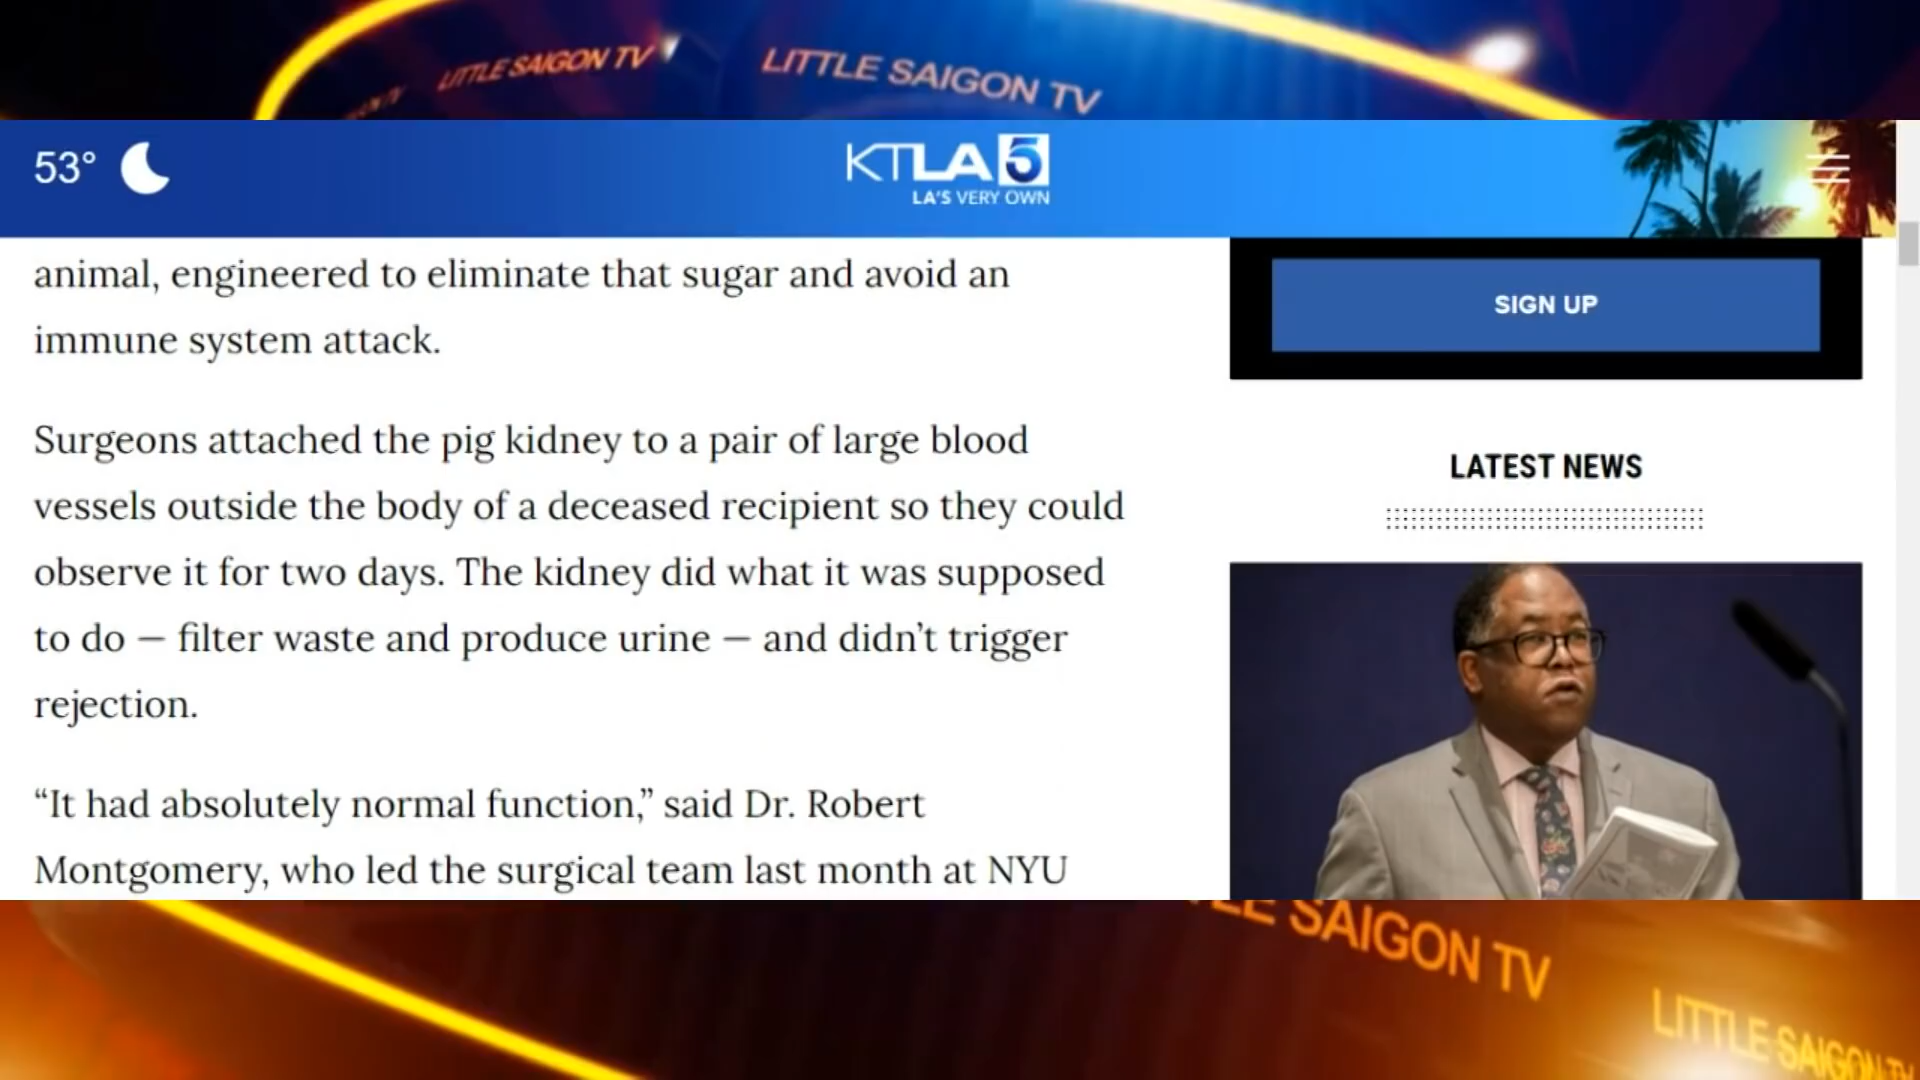 LITTLE SAIGON TV
LITTLE SAIGON TV
53°
KTLA 5
LA'S VERY OWN
animal, engineered to eliminate that sugar and avoid an
immune system attack.
Surgeons attached the pig kidney to a pair of large blood
vessels outside the body of a deceased recipient so they could
observe it for two days. The kidney did what it was supposed
to do — filter waste and produce urine — and didn’t trigger
rejection.
“It had absolutely normal function,” said Dr. Robert
Montgomery, who led the surgical team last month at NYU
SIGN UP
LATEST NEWS
SAIGON TV
LITTLE SAIGON TV